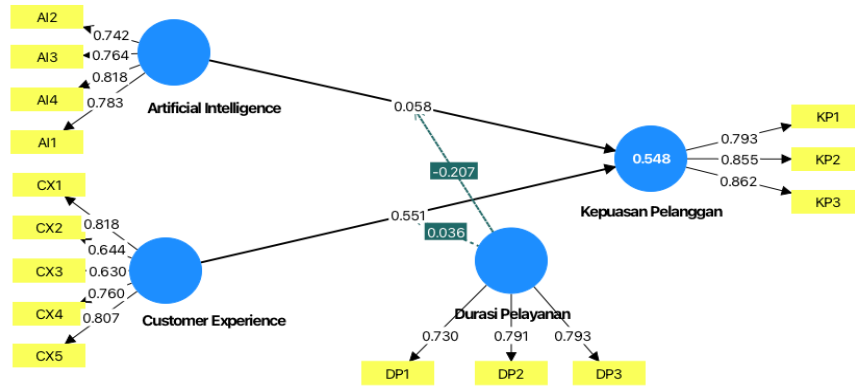 AI2
0.742
AI3
0.764
AI4
0.818
0.783
AI1
Artificial Intelligence
0.058
KP1
0.793
0.548
0.855
KP2
0.862
KP3
Kepuasan Pelanggan
-0.207
CX1
0.818
CX2
0.644
CX3
0.630
0.760
CX4
0.807
CX5
Customer Experience
0.551
0.036
Durasi Pelayanan
0.730
0.791
0.793
DP1
DP2
DP3